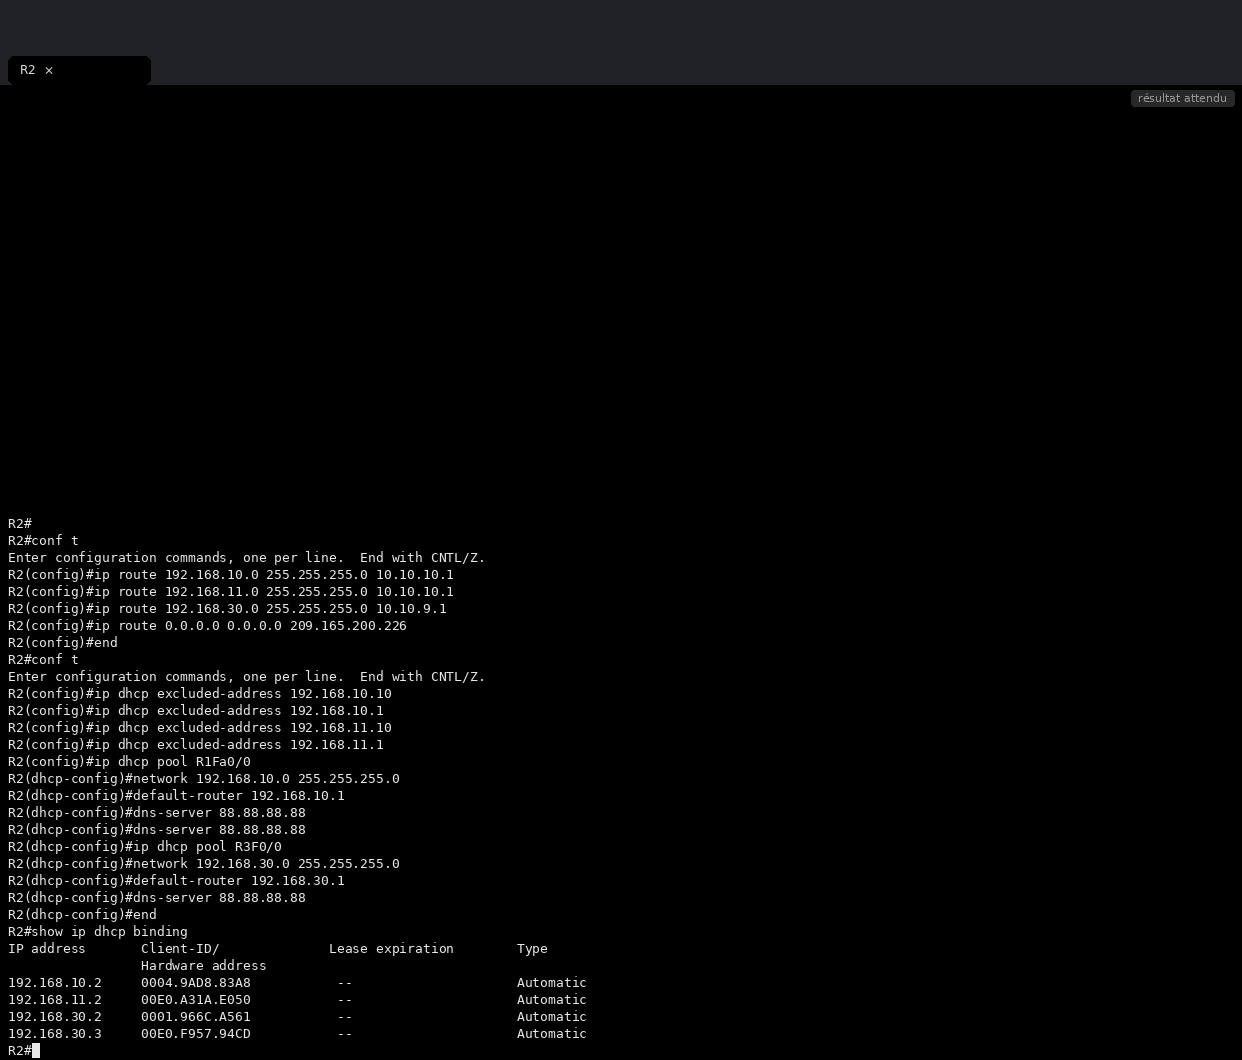 R2 ×
résultat attendu
R2#
R2#conf t
Enter configuration commands, one per line.  End with CNTL/Z.
R2(config)#ip route 192.168.10.0 255.255.255.0 10.10.10.1
R2(config)#ip route 192.168.11.0 255.255.255.0 10.10.10.1
R2(config)#ip route 192.168.30.0 255.255.255.0 10.10.9.1
R2(config)#ip route 0.0.0.0 0.0.0.0 209.165.200.226
R2(config)#end
R2#conf t
Enter configuration commands, one per line.  End with CNTL/Z.
R2(config)#ip dhcp excluded-address 192.168.10.10
R2(config)#ip dhcp excluded-address 192.168.10.1
R2(config)#ip dhcp excluded-address 192.168.11.10
R2(config)#ip dhcp excluded-address 192.168.11.1
R2(config)#ip dhcp pool R1Fa0/0
R2(dhcp-config)#network 192.168.10.0 255.255.255.0
R2(dhcp-config)#default-router 192.168.10.1
R2(dhcp-config)#dns-server 88.88.88.88
R2(dhcp-config)#dns-server 88.88.88.88
R2(dhcp-config)#ip dhcp pool R3F0/0
R2(dhcp-config)#network 192.168.30.0 255.255.255.0
R2(dhcp-config)#default-router 192.168.30.1
R2(dhcp-config)#dns-server 88.88.88.88
R2(dhcp-config)#end
R2#show ip dhcp binding
IP address       Client-ID/              Lease expiration        Type
                 Hardware address
192.168.10.2     0004.9AD8.83A8           --                     Automatic
192.168.11.2     00E0.A31A.E050           --                     Automatic
192.168.30.2     0001.966C.A561           --                     Automatic
192.168.30.3     00E0.F957.94CD           --                     Automatic
R2#